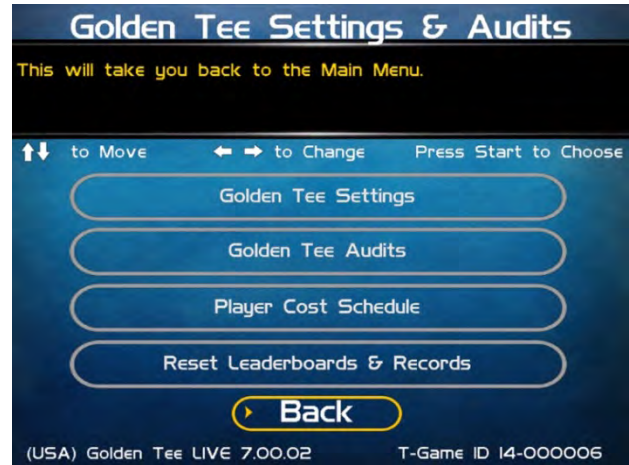 Golden Tee Settings & Audits
This will take you back to the Main Menu.
to Move to Change Press Start to Choose
Golden Tee Settings
Golden Tee Audits
Player Cost Schedule
Reset Leaderboards & Records
Back
(USA) Golden Tee LIVE 7.00.02 T-Game ID 14-000006